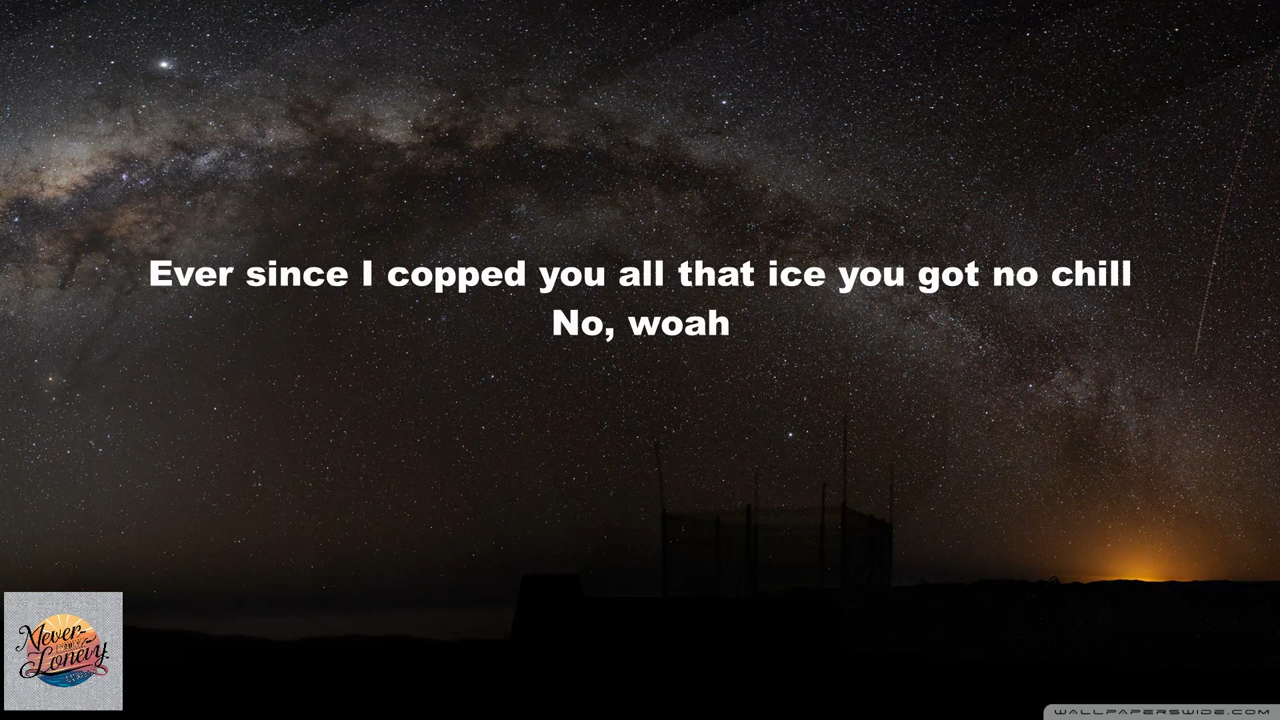 Ever since I copped you all that ice you got no chill
No, woah
Never
Lonely
WALLPAPERSWIDE.COM